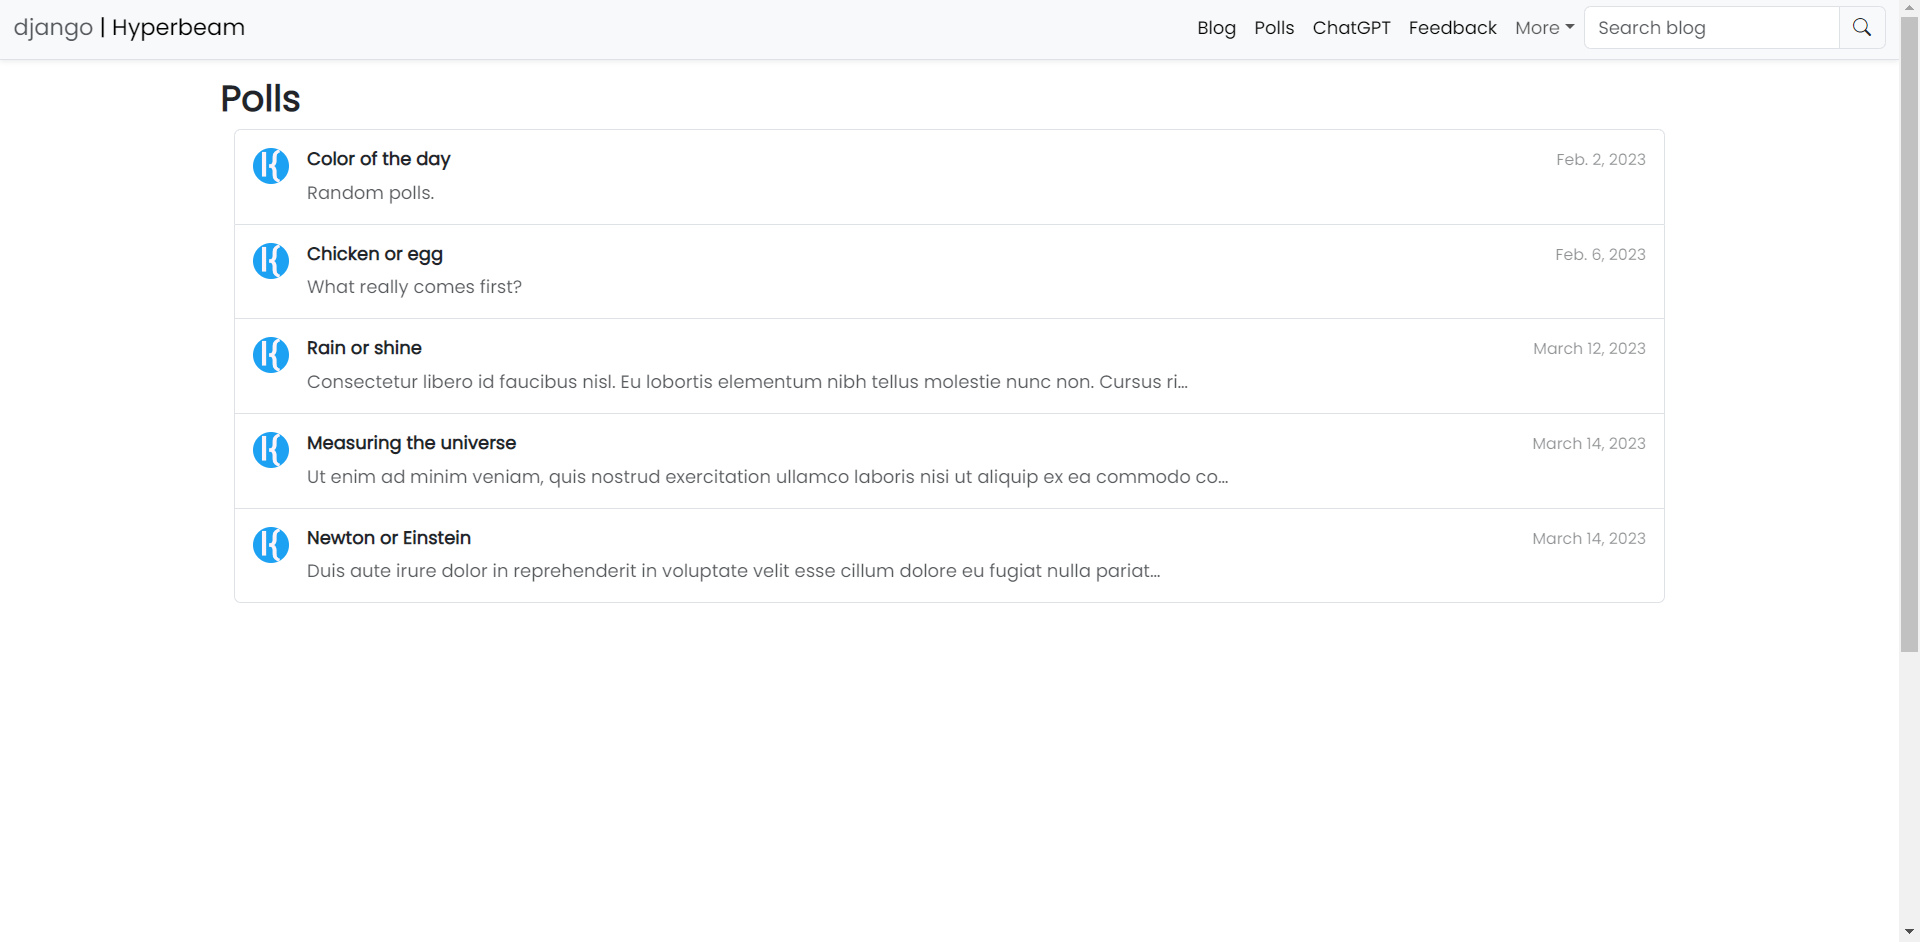 django | Hyperbeam Blog Polls ChatGPT Feedback More Search blog
Polls
Color of the day Feb. 2, 2023
Random polls.
Chicken or egg Feb. 6, 2023
What really comes first?
Rain or shine March 12, 2023
Consectetur libero id faucibus nisl. Eu lobortis elementum nibh tellus molestie nunc non. Cursus ri...
Measuring the universe March 14, 2023
Ut enim ad minim veniam, quis nostrud exercitation ullamco laboris nisi ut aliquip ex ea commodo co...
Newton or Einstein March 14, 2023
Duis aute irure dolor in reprehenderit in voluptate velit esse cillum dolore eu fugiat nulla pariat...